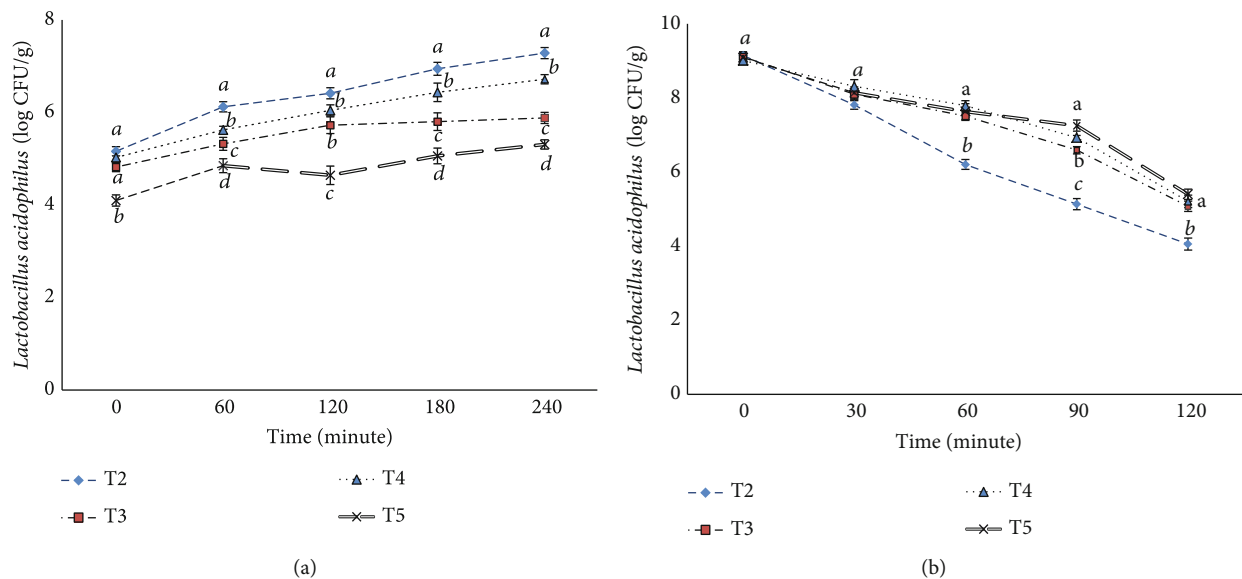 Lactobacillus acidophilus (log CFU/g)
8
6
4
2
0
a a a a a
b b b b
a c b c c
b d c d d
0 60 120 180 240
Time (minute)
T2 T4
T3 T5
(a)
Lactobacillus acidophilus (log CFU/g)
10
8
6
4
2
0
a a a a
b b a
c b
0 30 60 90 120
Time (minute)
T2 T4
T3 T5
(b)